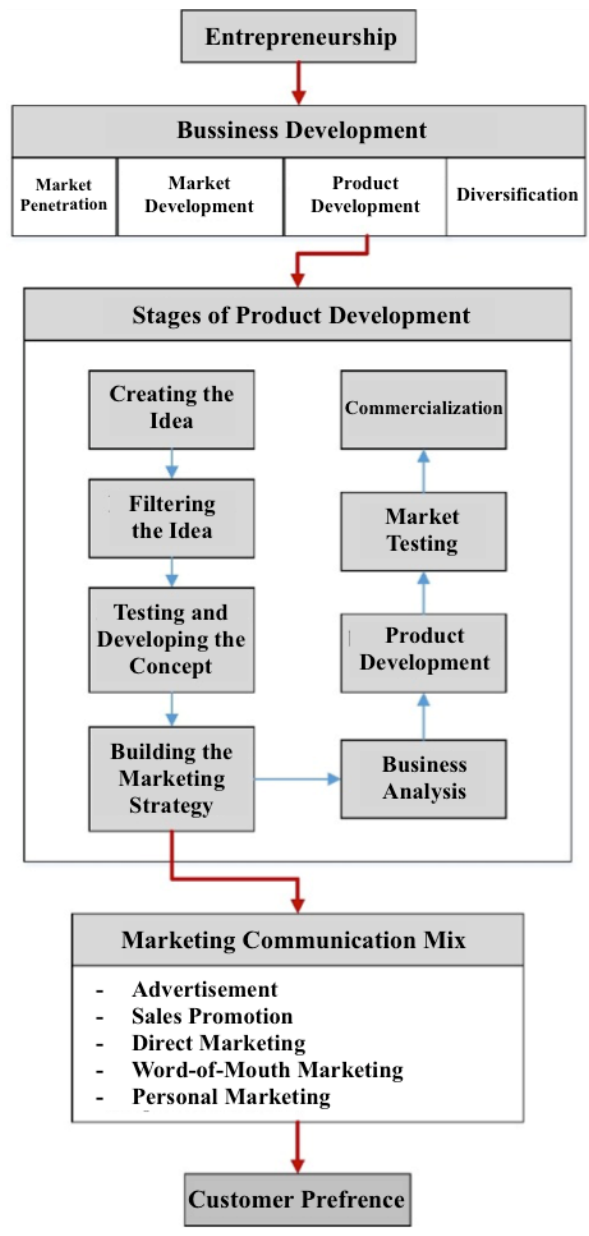 Entrepreneurship
Bussiness Development
Market
Penetration
Market
Development
Product
Development
Diversification
Stages of Product Development
Creating the
Idea
Filtering
the Idea
Testing and
Developing the
Concept
Building the
Marketing
Strategy
Business
Analysis
Product
Development
Market
Testing
Commercialization
Marketing Communication Mix
- Advertisement
- Sales Promotion
- Direct Marketing
- Word-of-Mouth Marketing
- Personal Marketing
Customer Prefrence